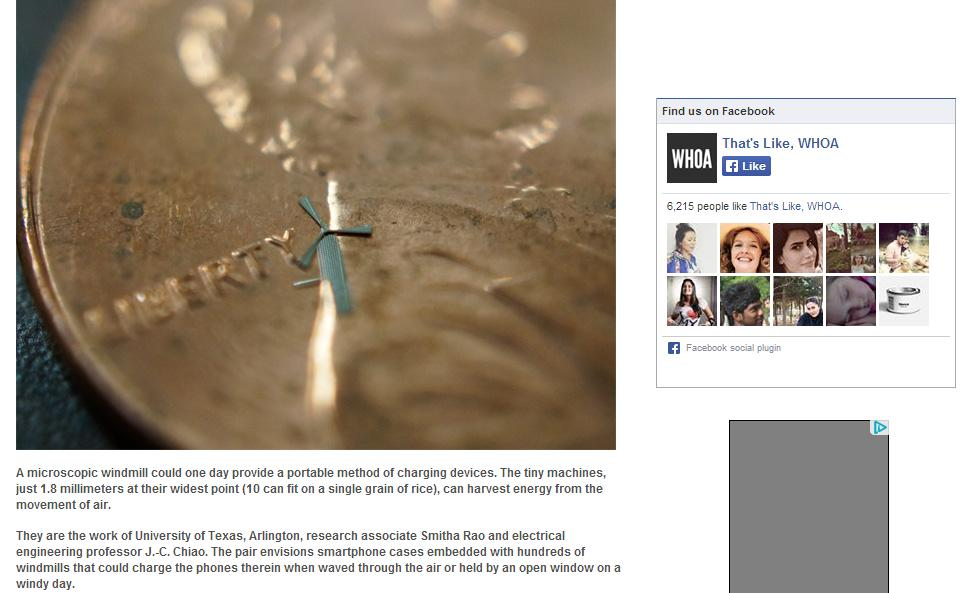 LIBERTY
A microscopic windmill could one day provide a portable method of charging devices. The tiny machines,
just 1.8 millimeters at their widest point (10 can fit on a single grain of rice), can harvest energy from the
movement of air.
They are the work of University of Texas, Arlington, research associate Smitha Rao and electrical
engineering professor J.-C. Chiao. The pair envisions smartphone cases embedded with hundreds of
windmills that could charge the phones therein when waved through the air or held by an open window on a
windy day.
Find us on Facebook
WHOA
That's Like, WHOA
Like
6,215 people like That's Like, WHOA.
Facebook social plugin